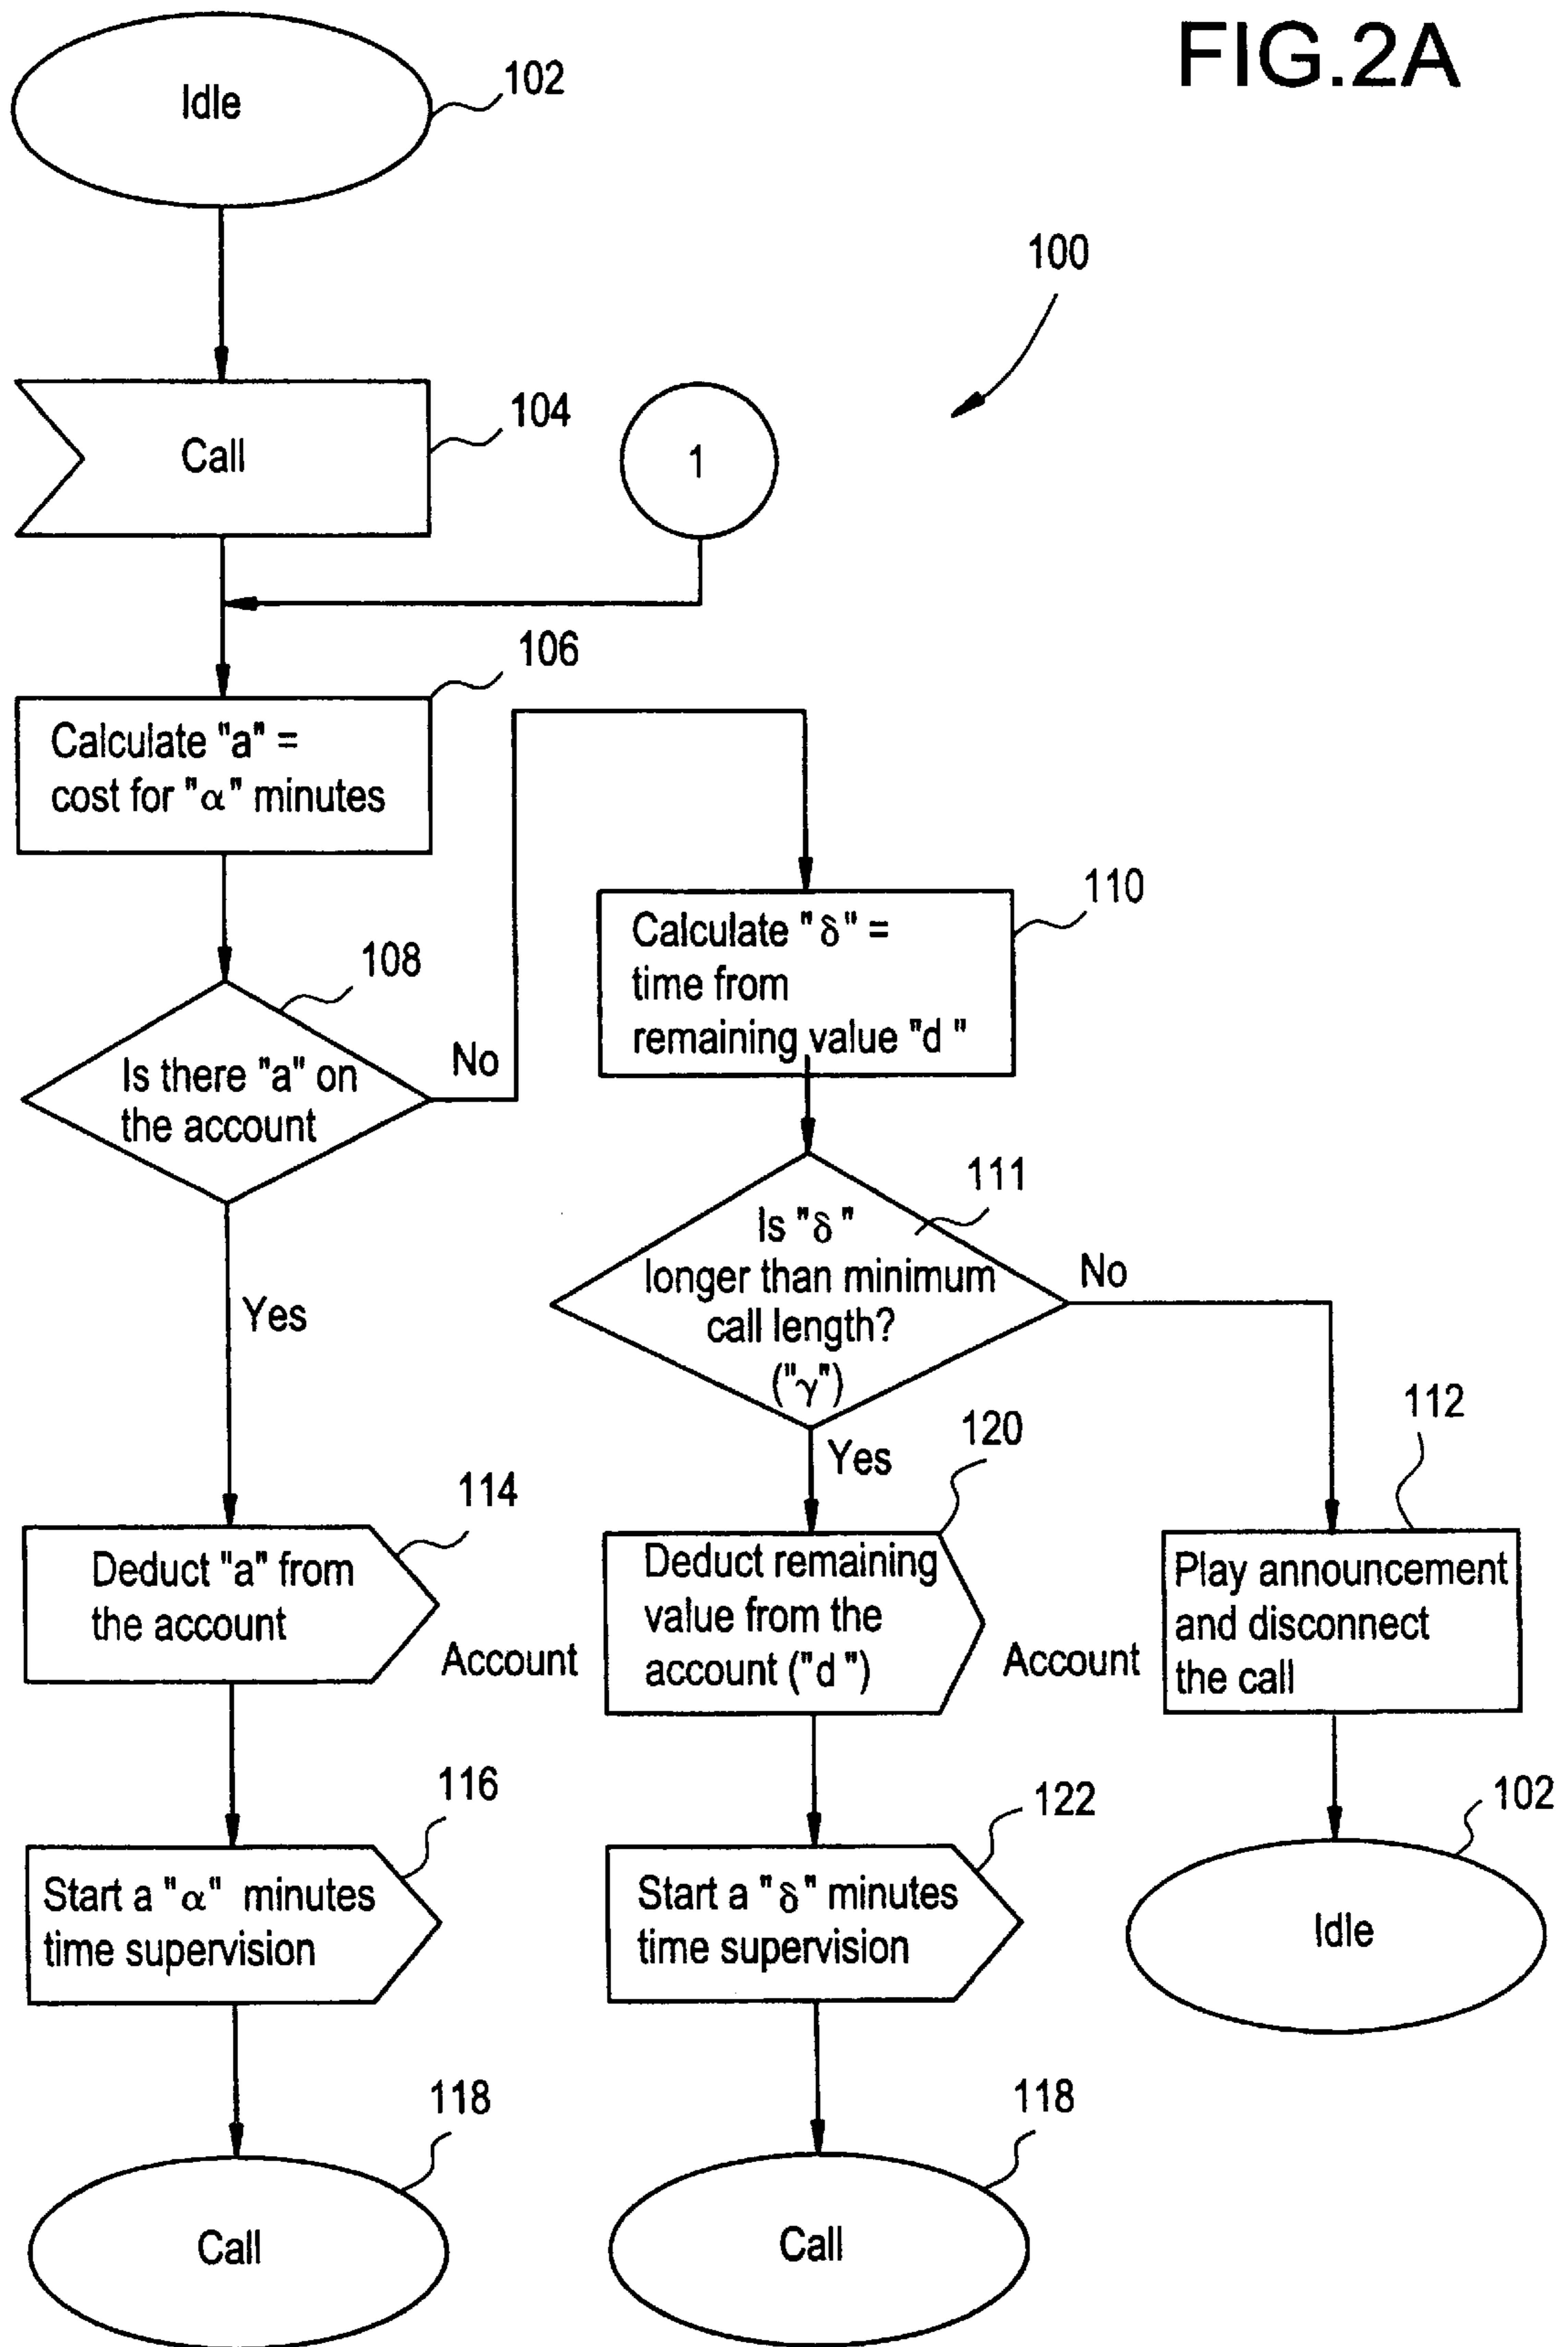 FIG.2A
Idle
102
100
Call
104
1
106
Calculate "a" =
cost for "α" minutes
110
Calculate "δ" =
time from
remaining value "d"
108
Is there "a" on
the account
No
Yes
111
Is "δ"
longer than minimum
call length?
("γ")
No
Yes
112
Play announcement
and disconnect
the call
114
Deduct "a" from
the account
Account
120
Deduct remaining
value from the
account ("d")
Account
116
Start a "α" minutes
time supervision
122
Start a "δ" minutes
time supervision
102
Idle
118
Call
118
Call